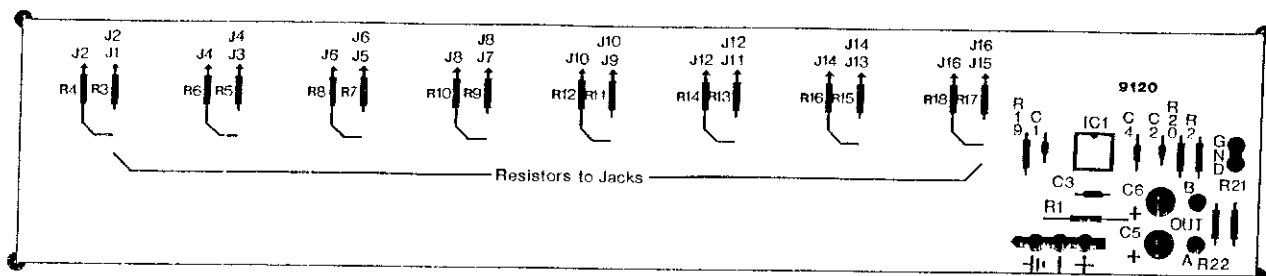 J2 J4 J6 J8 J10 J12 J14 J16
J2 J1 J4 J3 J6 J5 J8 J7 J10 J9 J12 J11 J14 J13 J16 J15
R4 R3 R6 R5 R8 R7 R10 R9 R12 R11 R14 R13 R16 R15 R18 R17
9120
R19 C1 IC1 C4 C2 R20 R2 GND
Resistors to Jacks
C3 C6 B R21
R1 + OUT
C5 + A R22